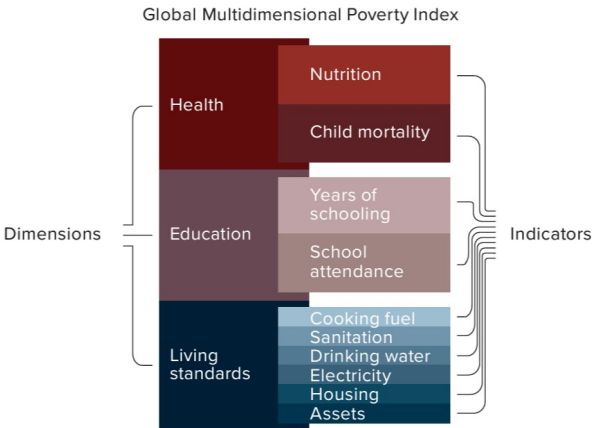 Global Multidimensional Poverty Index
Health
Nutrition
Child mortality
Dimensions
Education
Years of
schooling
School
attendance
Indicators
Living
standards
Cooking fuel
Sanitation
Drinking water
Electricity
Housing
Assets